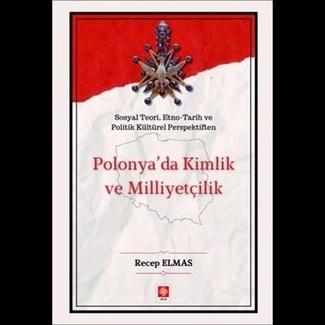 Sosyal Teori, Etno-Tarih ve
Politik Kültürel Perspektiften
Polonya'da Kimlik
ve Milliyetçilik
Recep ELMAS